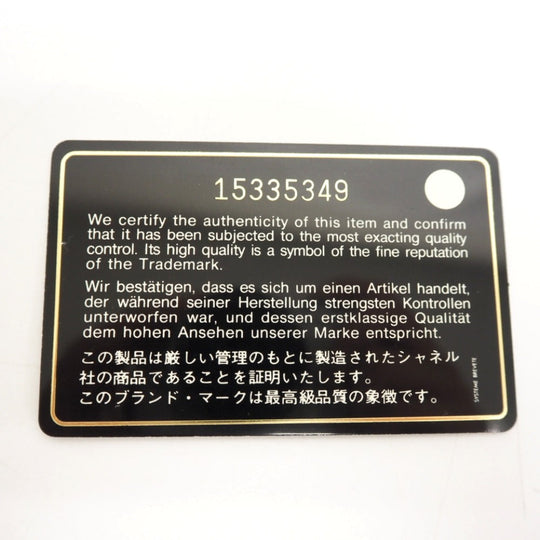 15335349
We certify the authenticity of this item and confirm
that it has been subjected to the most exacting quality
control. Its high quality is a symbol of the fine reputation
of the Trademark.
Wir bestätigen, dass es sich um einen Artikel handelt,
der während seiner Herstellung strengsten Kontrollen
unterworfen war, und dessen erstklassige Qualität
dem hohen Ansehen unserer Marke entspricht.
この製品は厳しい管理のもとに製造されたシャネル
社の商品であることを証明いたします。
このブランド・マークは最高級品質の象徴です。
SYSTEME BREVETE